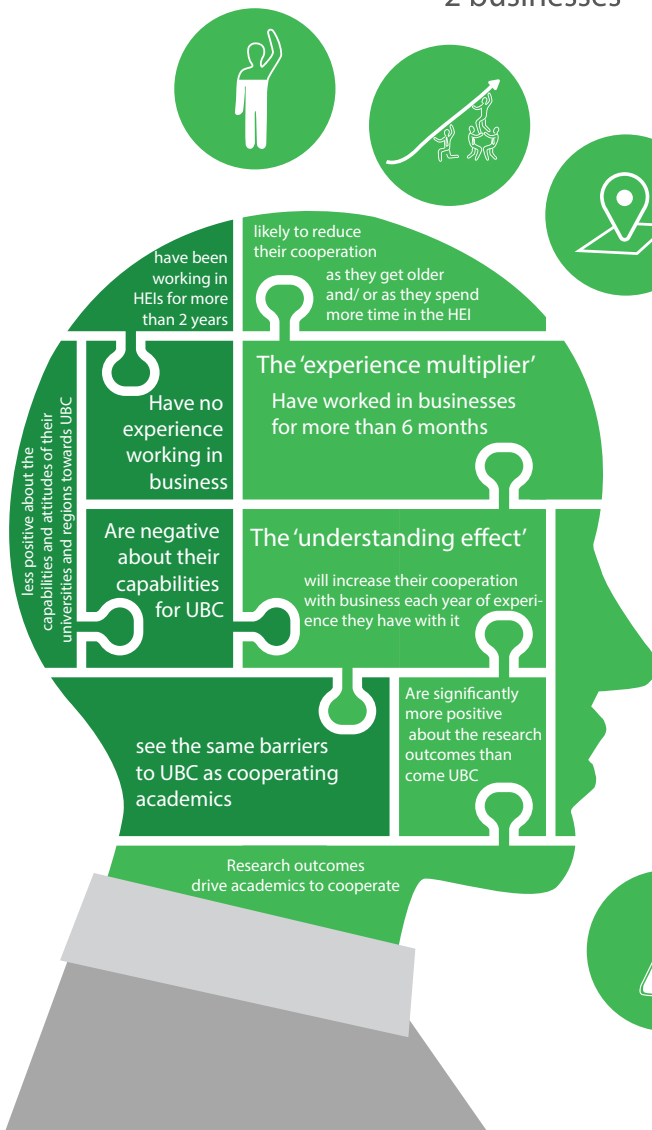 2 businesses
have been
working in
HEIs for more
than 2 years
likely to reduce
their cooperation
as they get older
and/ or as they spend
more time in the HEI
less positive about the
capabilities and attitudes of their
universities and regions towards UBC
Have no
experience
working in
business
The ‘experience multiplier’
Have worked in businesses
for more than 6 months
Are negative
about their
capabilities
for UBC
The ‘understanding effect’
will increase their cooperation
with business each year of experi-
ence they have with it
see the same barriers
to UBC as cooperating
academics
Are significantly
more positive
about the research
outcomes than
come UBC
Research outcomes
drive academics to cooperate